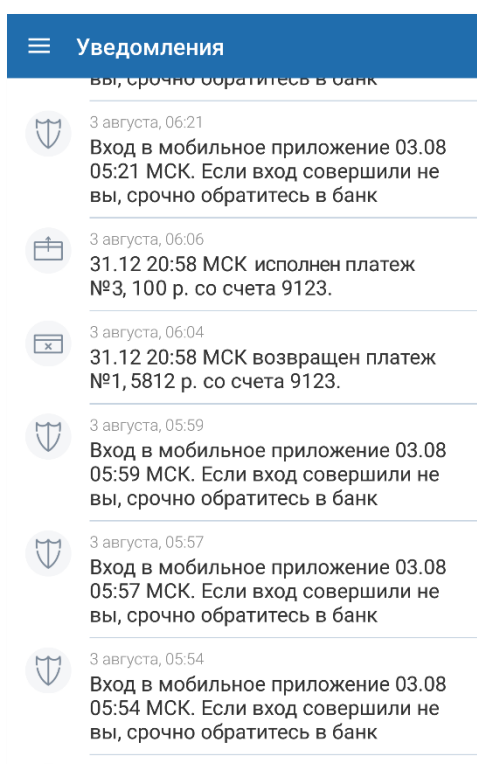 Уведомления
вы, срочно обратитесь в банк
3 августа, 06:21
Вход в мобильное приложение 03.08
05:21 МСК. Если вход совершили не
вы, срочно обратитесь в банк
3 августа, 06:06
31.12 20:58 МСК исполнен платеж
№3, 100 р. со счета 9123.
3 августа, 06:04
31.12 20:58 МСК возвращен платеж
№1, 5812 р. со счета 9123.
3 августа, 05:59
Вход в мобильное приложение 03.08
05:59 МСК. Если вход совершили не
вы, срочно обратитесь в банк
3 августа, 05:57
Вход в мобильное приложение 03.08
05:57 МСК. Если вход совершили не
вы, срочно обратитесь в банк
3 августа, 05:54
Вход в мобильное приложение 03.08
05:54 МСК. Если вход совершили не
вы, срочно обратитесь в банк